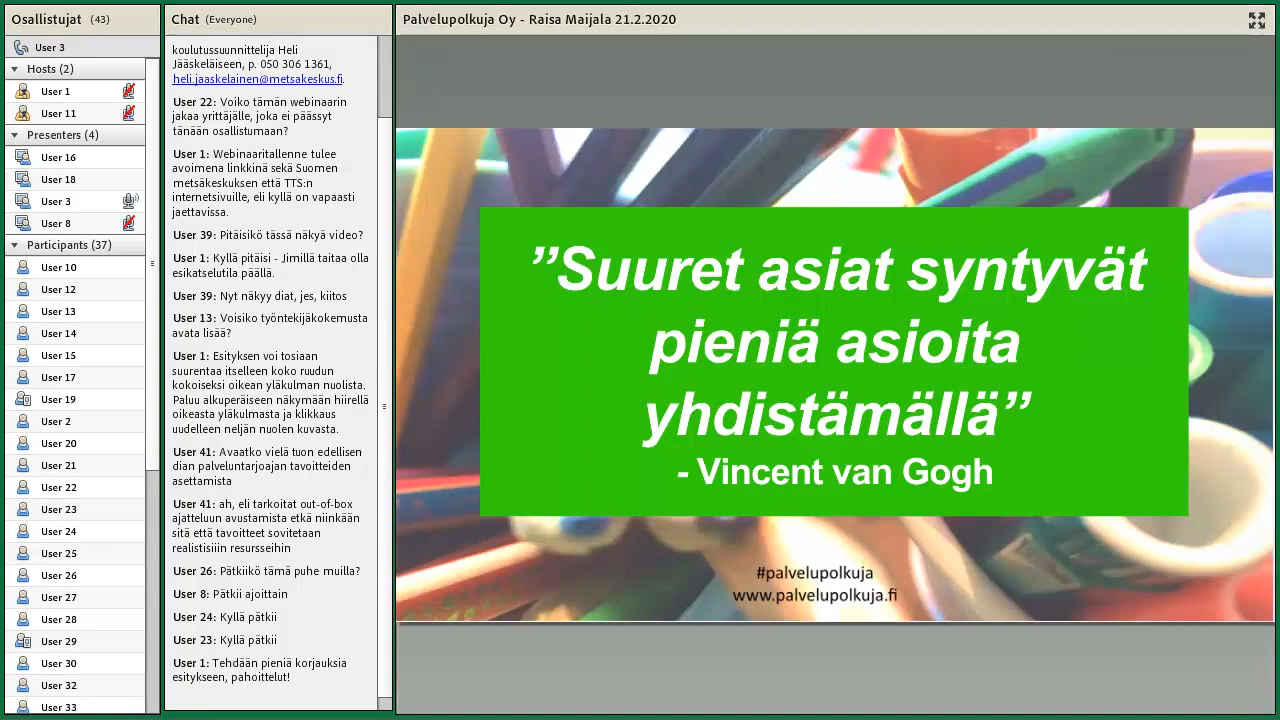 Osallistujat (43)
User 3
Hosts (2)
User 1
User 11
Presenters (4)
User 16
User 18
User 3
User 8
Participants (37)
User 10
User 12
User 13
User 14
User 15
User 17
User 19
User 2
User 20
User 21
User 22
User 23
User 24
User 25
User 26
User 27
User 28
User 29
User 30
User 32
User 33
Chat (Everyone)
koulutussuunnittelija Heli
Jääskeläiseen, p. 050 306 1361,
heli.jaaskelainen@metsakeskus.fi.
User 22: Voiko tämän webinaarin
jakaa yrittäjälle, joka ei päässyt
tänään osallistumaan?
User 1: Webinaaritallenne tulee
avoimena linkkinä sekä Suomen
metsäkeskuksen että TTS:n
internetsivuille, eli kyllä on vapaasti
jaettavissa.
User 39: Pitäisikö tässä näkyä video?
User 1: Kyllä pitäisi - Jimillä taitaa olla
esikatselutila päällä.
User 39: Nyt näkyy diat, jes, kiitos
User 13: Voisiko työntekijäkokemusta
avata lisää?
User 1: Esityksen voi tosiaan
suurentaa itselleen koko ruudun
kokoiseksi oikean yläkulman nuolista.
Paluu alkuperäiseen näkymään hiirellä
oikeasta yläkulmasta ja klikkaus
uudelleen neljän nuolen kuvasta.
User 41: Avaatko vielä tuon edellisen
dian palveluntarjoajan tavoitteiden
asettamista
User 41: ah, eli tarkoitat out-of-box
ajatteluun avustamista etkä niinkään
sitä että tavoitteet sovitetaan
realistisiiin resursseihin
User 26: Pätkiikö tämä puhe muilla?
User 8: Pätkii ajoittain
User 24: Kyllä pätkii
User 23: Kyllä pätkii
User 1: Tehdään pieniä korjauksia
esitykseen, pahoittelut!
Palvelupolkuja Oy - Raisa Maijala 21.2.2020
”Suuret asiat syntyvät
pieniä asioita
yhdistämällä”
- Vincent van Gogh
#palvelupolkuja
www.palvelupolkuja.fi